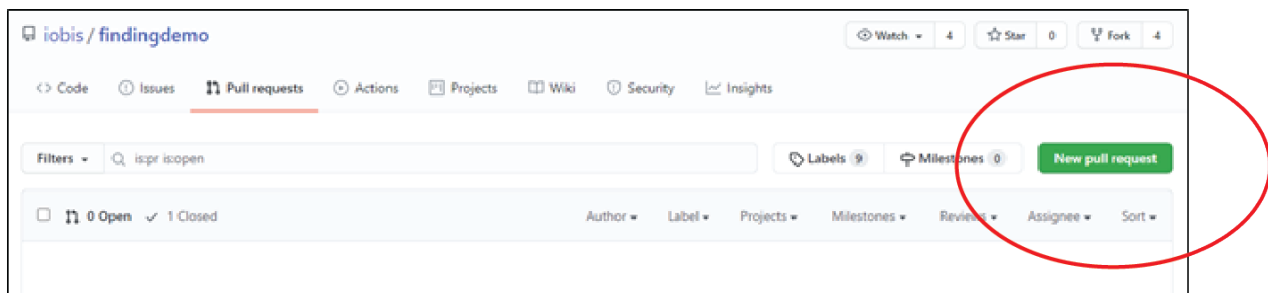 iobis / findingdemo
Watch 4 Star 0 Fork 4
Code Issues Pull requests Actions Projects Wiki Security Insights
Filters is:pr is:open Labels 9 Milestones 0 New pull request
0 Open 1 Closed Author Label Projects Milestones Reviews Assignee Sort